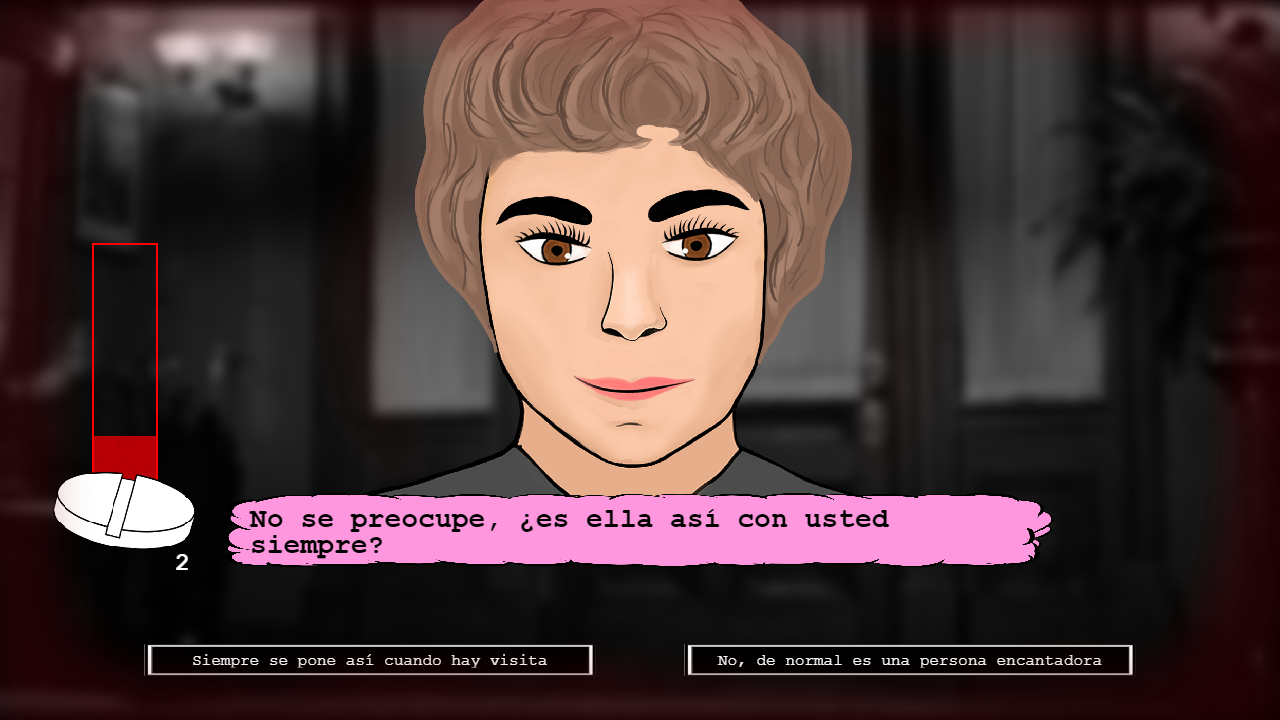 No se preocupe, ¿es ella así con usted
siempre?
2
Siempre se pone así cuando hay visita
No, de normal es una persona encantadora